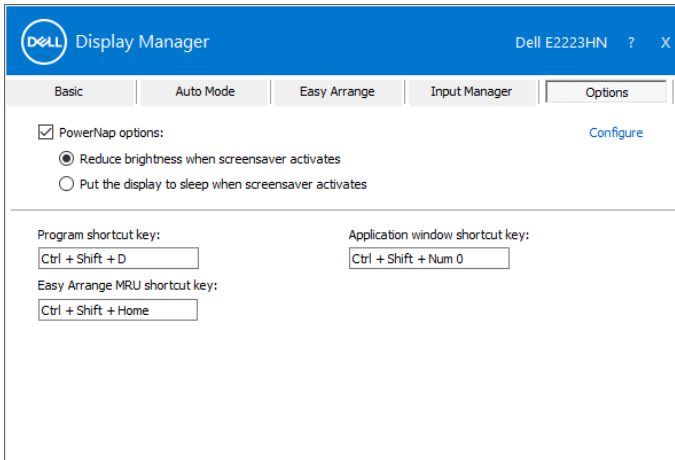 DELL Display Manager Dell E2223HN ? X
Basic Auto Mode Easy Arrange Input Manager Options
PowerNap options: Configure
Reduce brightness when screensaver activates
Put the display to sleep when screensaver activates
Program shortcut key: Application window shortcut key:
Ctrl + Shift + D Ctrl + Shift + Num 0
Easy Arrange MRU shortcut key:
Ctrl + Shift + Home